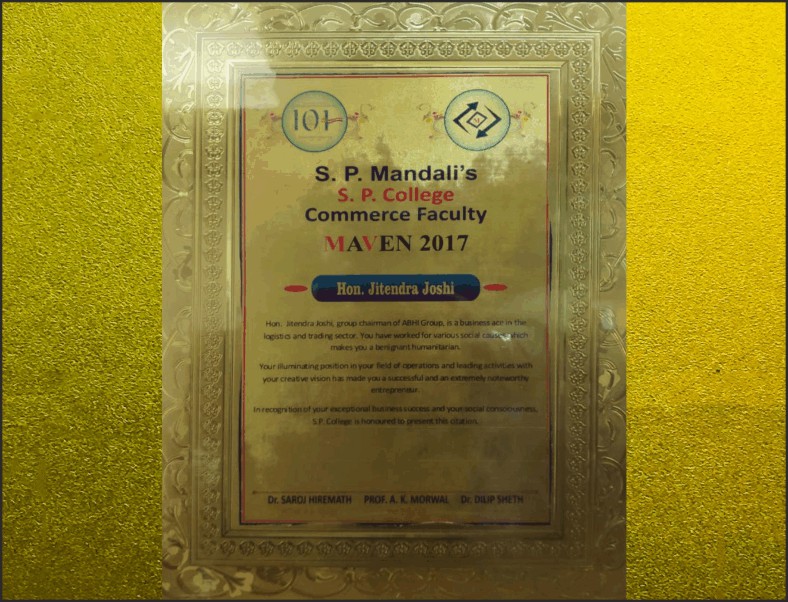 101
S. P. Mandali's
S. P. College
Commerce Faculty
MAVEN 2017
Hon. Jitendra Joshi
Hon. Jitendra Joshi, group chairman of ABHI Group, is a business ace in the
logistics and trading sector. You have worked for various social causes which
makes you a benignant humanitarian.
Your illuminating position in your field of operations and leading activities with
your creative vision has made you a successful and an extremely noteworthy
entrepreneur.
In recognition of your exceptional business success and your social consciousness,
S.P. College is honoured to present this citation.
Dr. SAROJ HIREMATH PROF. A. K. MORWAL Dr. DILIP SHETH